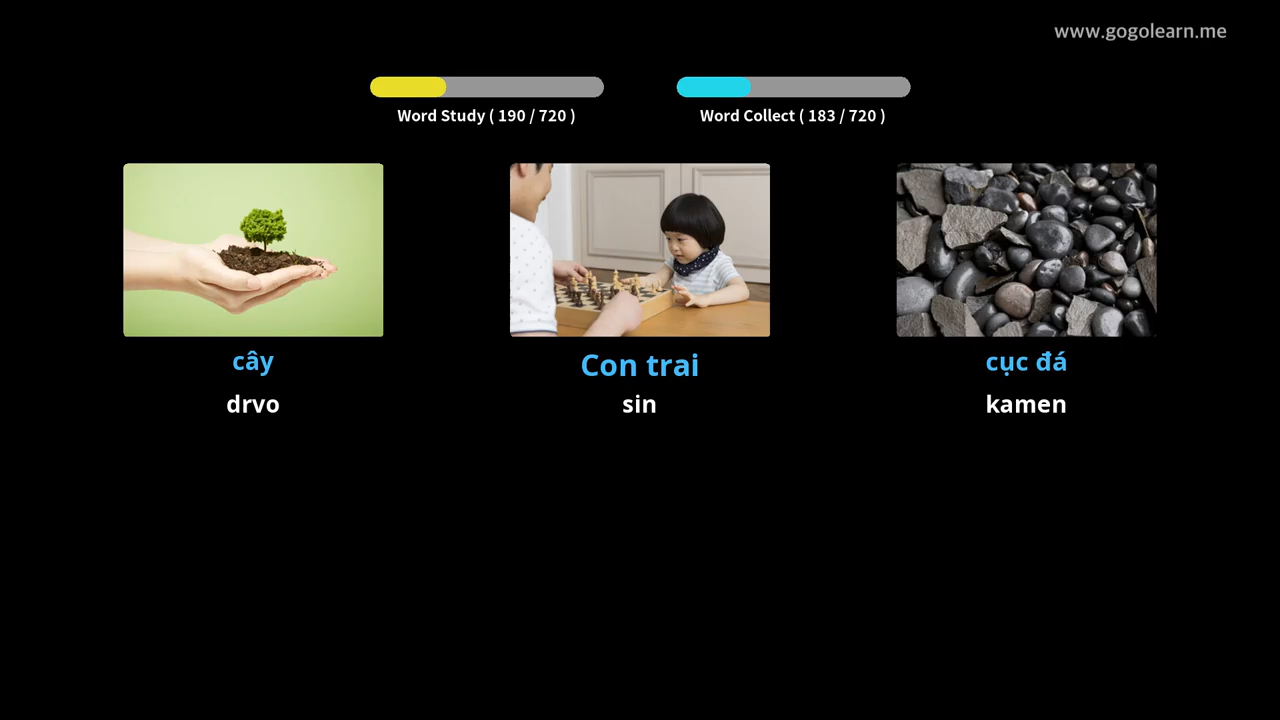 www.gogolearn.me
Word Study ( 190 / 720 )
Word Collect ( 183 / 720 )
cây
drvo
Con trai
sin
cục đá
kamen